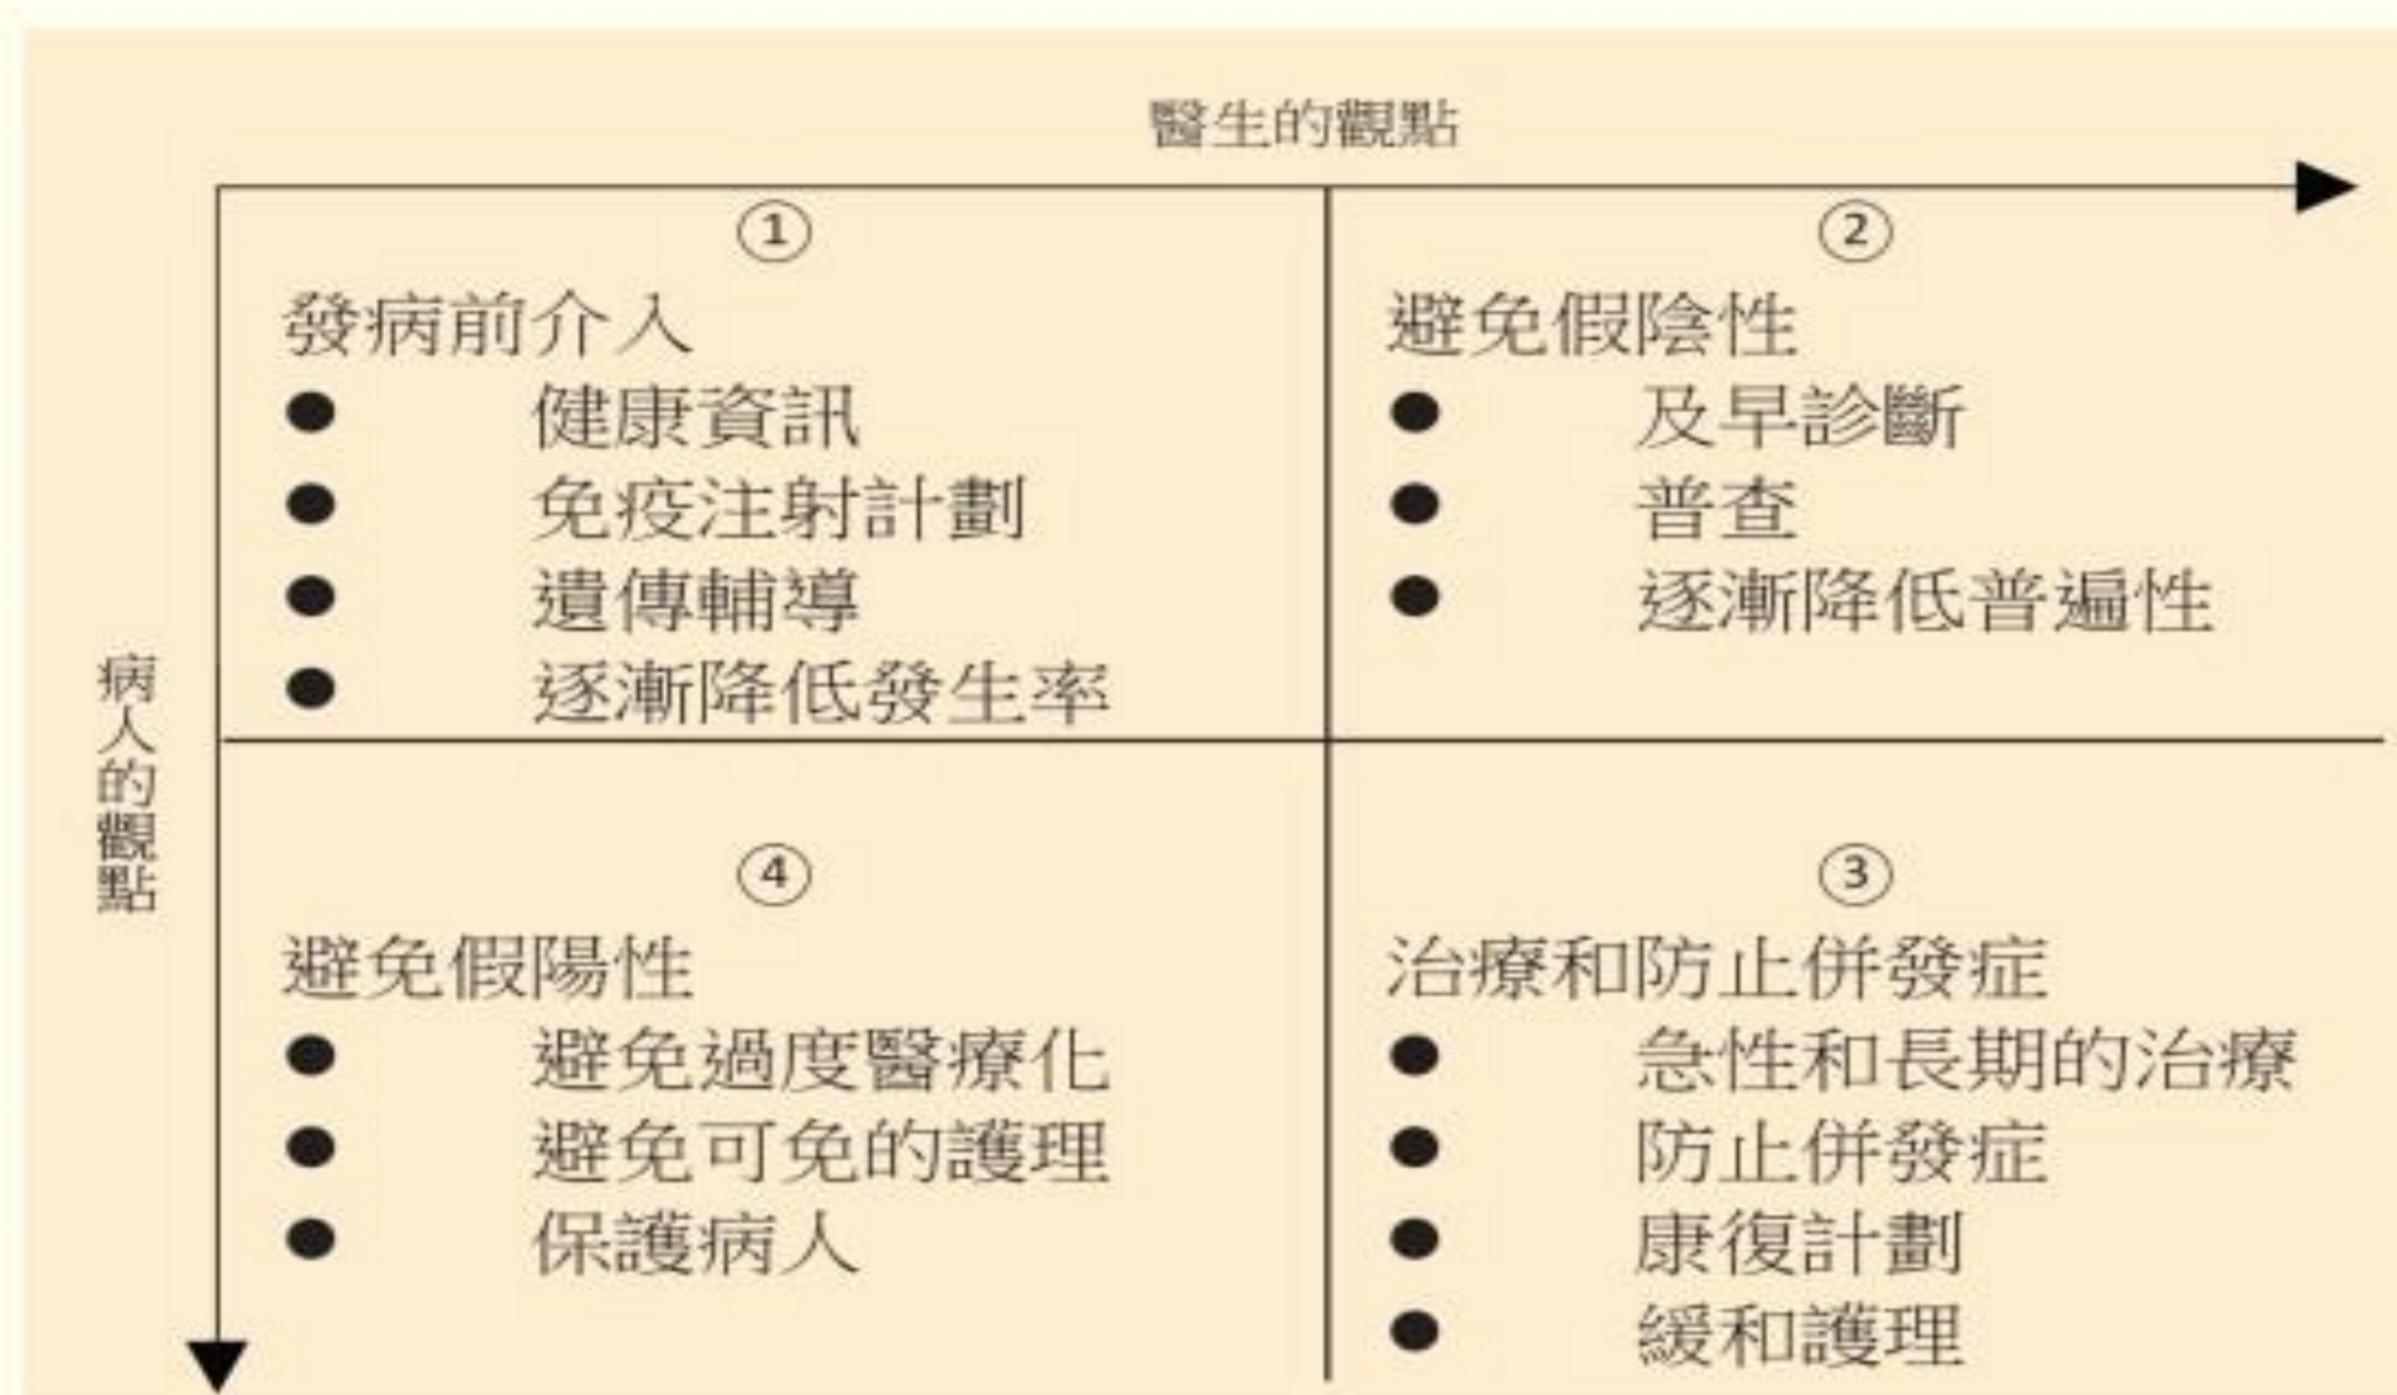 醫生的觀點
病人的觀點
①
發病前介入
● 健康資訊
● 免疫注射計劃
● 遺傳輔導
● 逐漸降低發生率
②
避免假陰性
● 及早診斷
● 普查
● 逐漸降低普遍性
④
避免假陽性
● 避免過度醫療化
● 避免可免的護理
● 保護病人
③
治療和防止併發症
● 急性和長期的治療
● 防止併發症
● 康復計劃
● 緩和護理